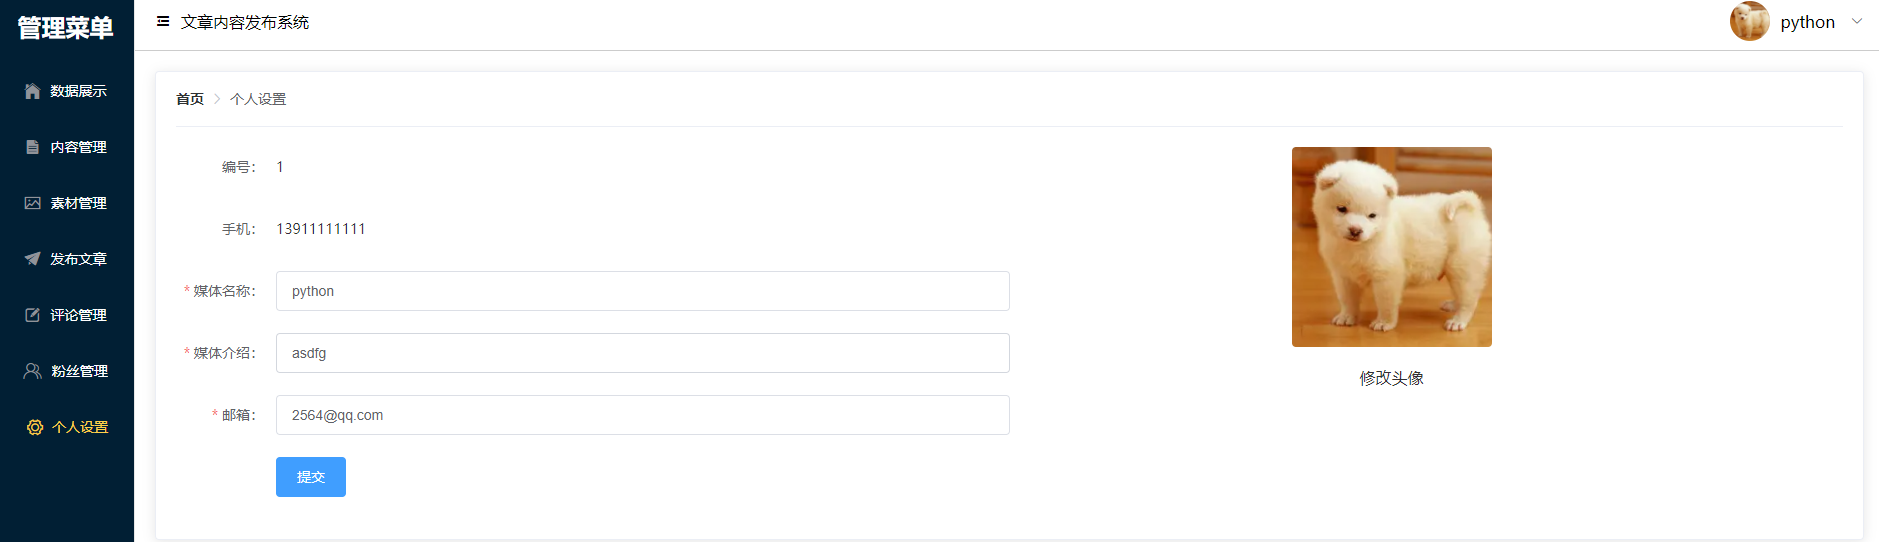 管理菜单
文章内容发布系统
python
数据展示
内容管理
素材管理
发布文章
评论管理
粉丝管理
个人设置
首页 > 个人设置
编号： 1
手机： 13911111111
* 媒体名称： python
* 媒体介绍： asdfg
* 邮箱： 2564@qq.com
提交
修改头像